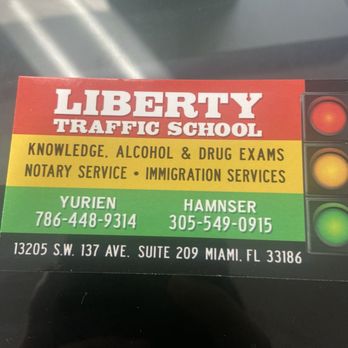 LIBERTY
TRAFFIC SCHOOL
KNOWLEDGE, ALCOHOL & DRUG EXAMS
NOTARY SERVICE • IMMIGRATION SERVICES
YURIEN HAMNSER
786-448-9314 305-549-0915
13205 S.W. 137 AVE. SUITE 209 MIAMI, FL 33186